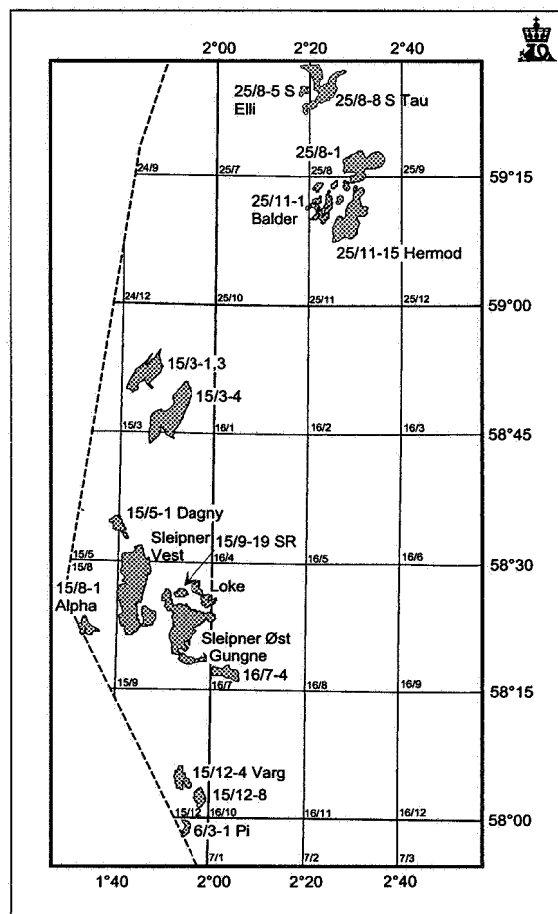 2°00 2°20 2°40
25/8-5 S
Elli
25/8-8 S Tau
25/8-1
24/9 25/7 25/8 25/9 59°15
25/11-1
Balder
25/11-15 Hermod
24/12 25/10 25/11 25/12 59°00
15/3-1,3
15/3-4
15/3 16/1 16/2 16/3 58°45
15/5-1 Dagny
Sleipner
Vest
15/9-19 SR
15/5 16/4 16/5 16/6 58°30
15/8
15/8-1
Alpha
Loke
Sleipner Øst
Gungne
16/7-4
15/9 16/7 16/8 16/9 58°15
15/12-4 Varg
15/12-8
15/12 16/10 16/11 16/12 58°00
6/3-1 Pi
7/1 7/2 7/3
1°40 2°00 2°20 2°40